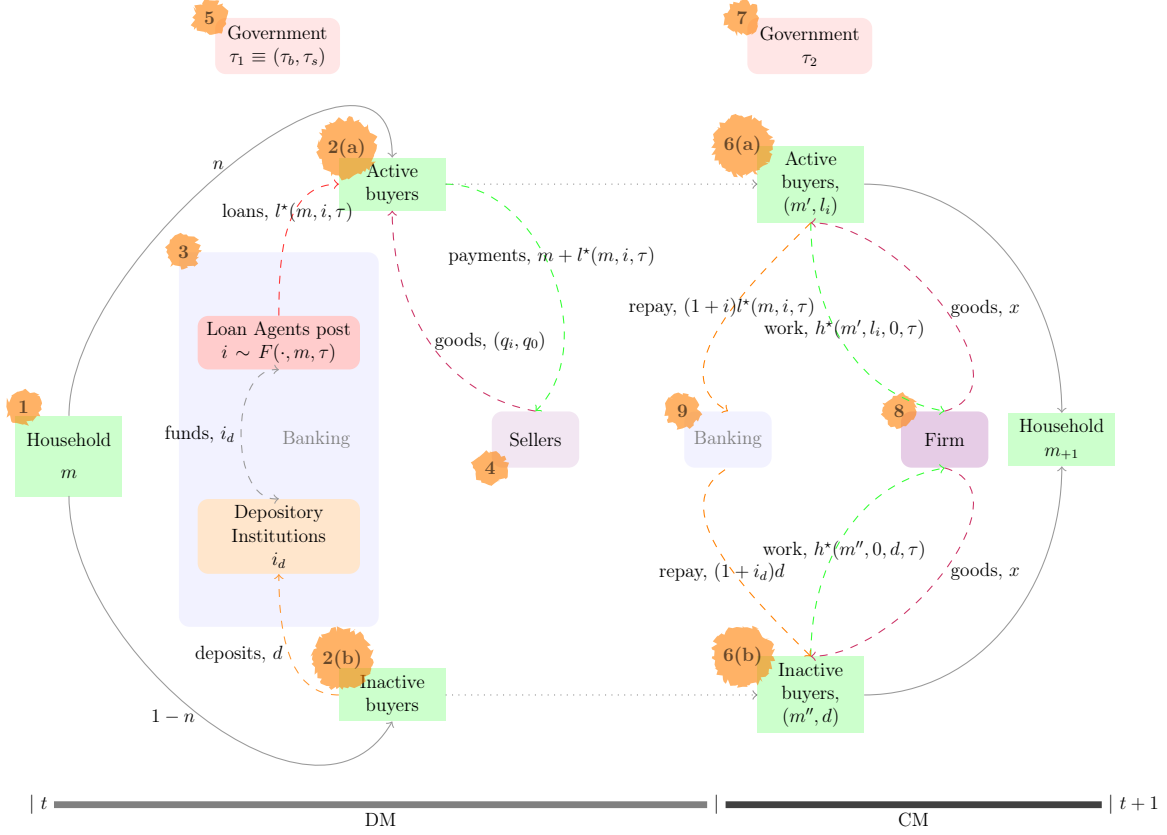 5
Government
τ₁ ≡ (τ_b, τ_s)
7
Government
τ₂
n
2(a)
Active
buyers
6(a)
Active
buyers,
(m′, l_i)
loans, l⋆(m, i, τ)
3
payments, m + l⋆(m, i, τ)
repay, (1 + i)l⋆(m, i, τ)
goods, x
work, h⋆(m′, l_i, 0, τ)
Loan Agents post
i ∼ F(·, m, τ)
goods, (q_i, q₀)
1
Household
m
funds, i_d
Banking
Sellers
4
9
Banking
8
Firm
Household
m₊₁
Depository
Institutions
i_d
work, h⋆(m″, 0, d, τ)
repay, (1 + i_d)d
goods, x
deposits, d
2(b)
Inactive
buyers
6(b)
Inactive
buyers,
(m″, d)
1 − n
| t
|
| t + 1
DM
CM